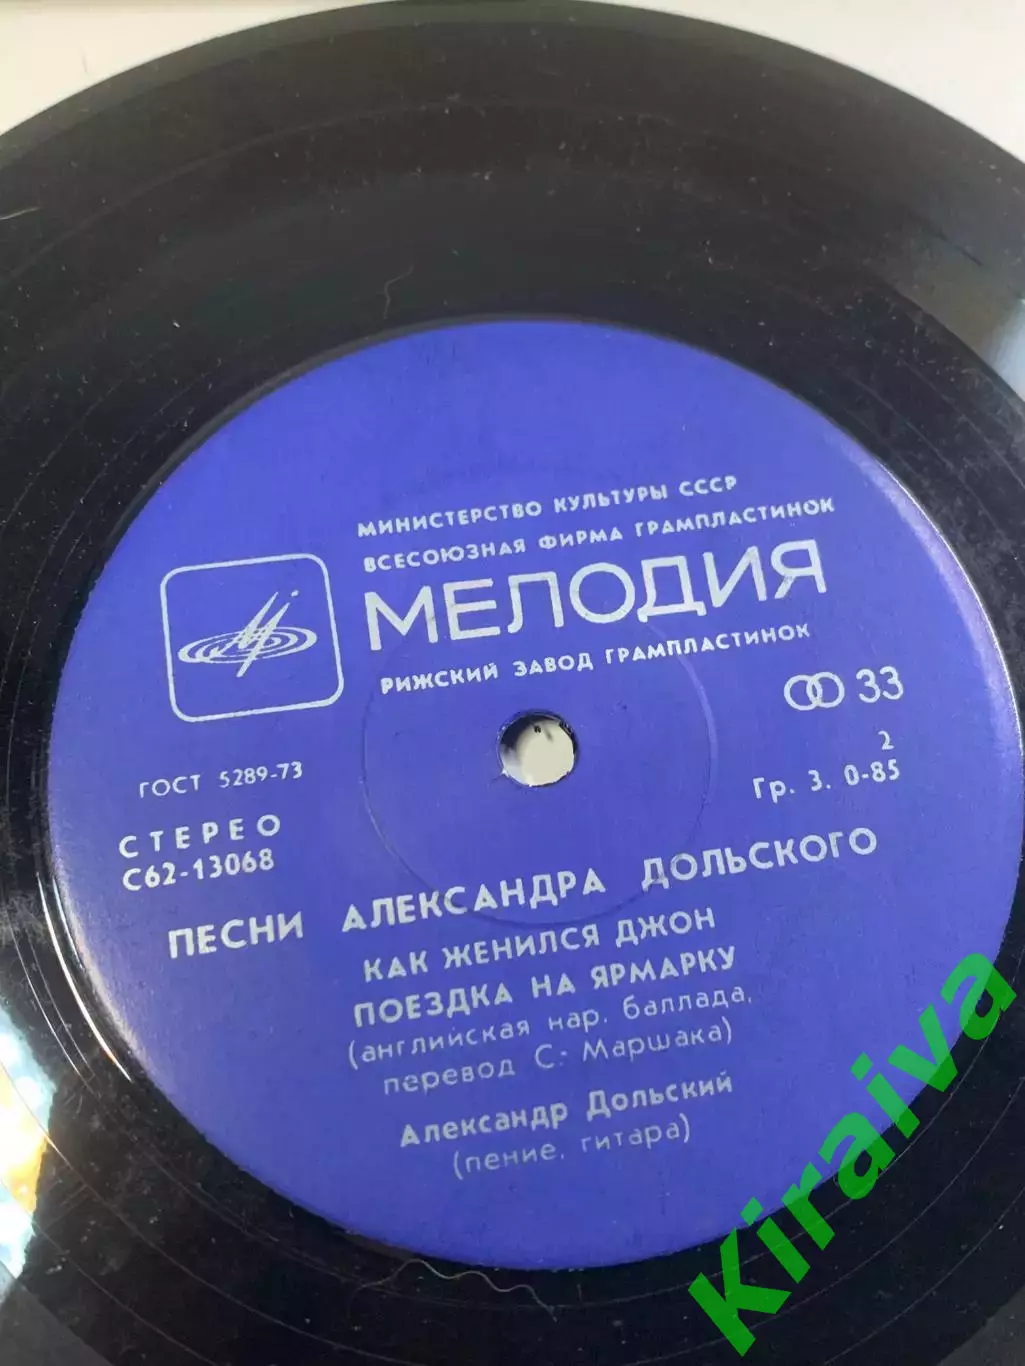 МИНИСТЕРСТВО КУЛЬТУРЫ СССР
ВСЕСОЮЗНАЯ ФИРМА ГРАМПЛАСТИНОК
МЕЛОДИЯ
РИЖСКИЙ ЗАВОД ГРАМПЛАСТИНОК
33
ГОСТ 5289-73
2
Гр. 3. 0-85
СТЕРЕО
С62-13068
ПЕСНИ АЛЕКСАНДРА ДОЛЬСКОГО
КАК ЖЕНИЛСЯ ДЖОН
ПОЕЗДКА НА ЯРМАРКУ
(английская нар. баллада,
перевод С. Маршака)
Александр Дольский
(пение, гитара)
Kiraiva